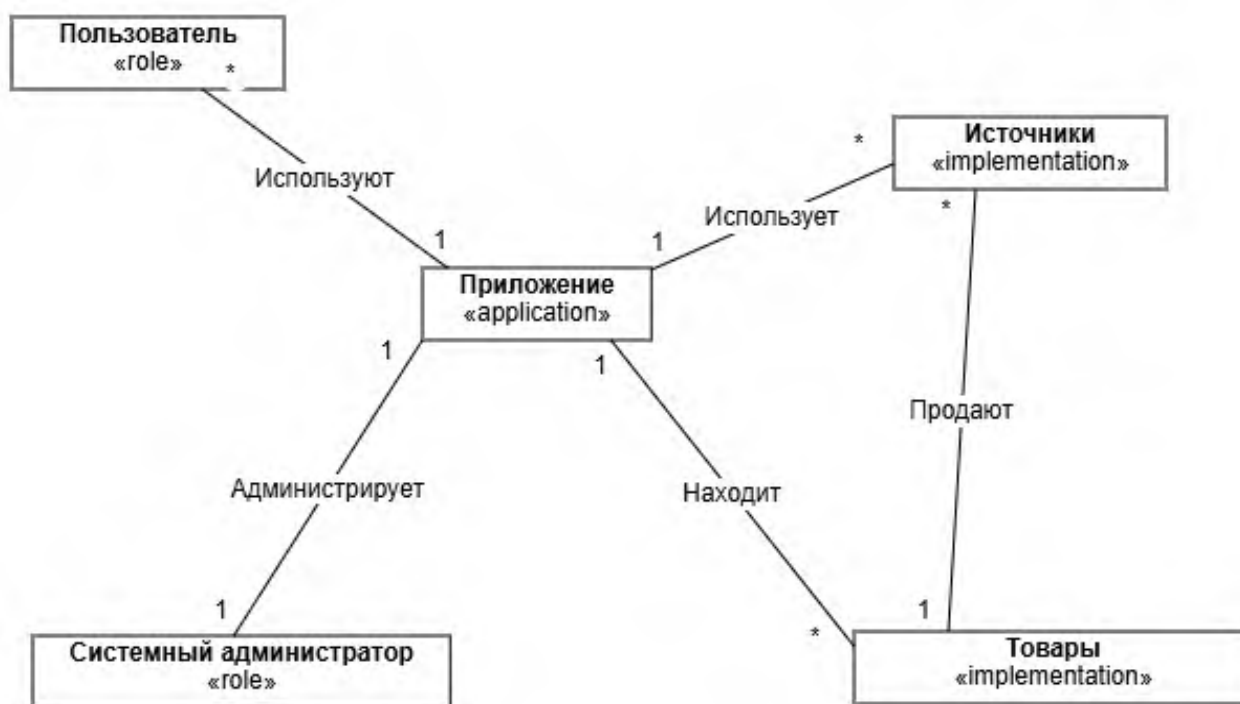 Пользователь
«role»
*
Используют
1
Источники
«implementation»
*
*
Использует
1
Приложение
«application»
1
1
Продают
Администрирует
Находит
1
1
*
Системный администратор
«role»
Товары
«implementation»